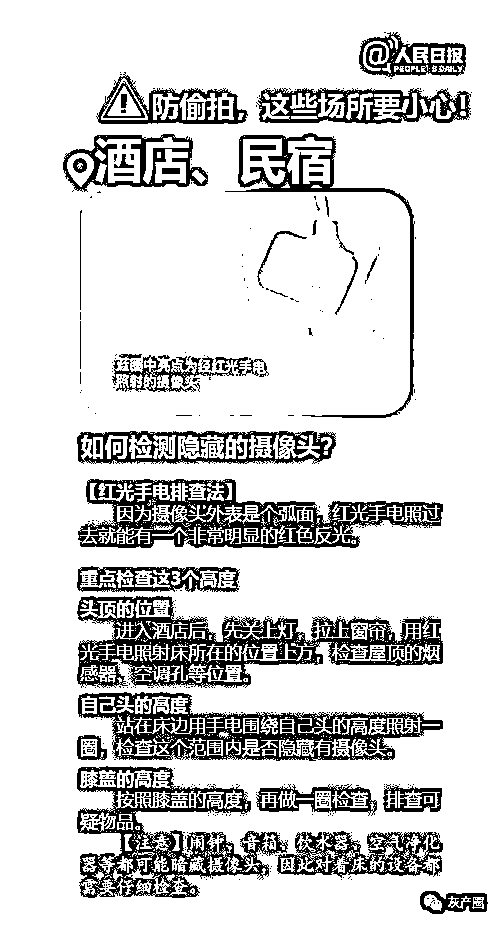 @人民日报
PEOPLE'S DAILY
防偷拍，这些场所要小心！
酒店、民宿
蓝圈中亮点为经红光手电
照射的摄像头
如何检测隐藏的摄像头？
【红光手电排查法】
因为摄像头外表是个弧面，红光手电照过
去就能有一个非常明显的红色反光。
重点检查这3个高度
头顶的位置
进入酒店后，先关上灯，拉上窗帘，用红
光手电照射床所在的位置上方，检查屋顶的烟
感器、空调孔等位置。
自己头的高度
站在床边用手电围绕自己头的高度照射一
圈，检查这个范围内是否隐藏有摄像头。
膝盖的高度
按照膝盖的高度，再做一圈检查，排查可
疑物品。
【注意】闹钟、音箱、饮水器、空气净化
器等都可能暗藏摄像头，因此对着床的设备都
需要仔细检查。
灰产圈